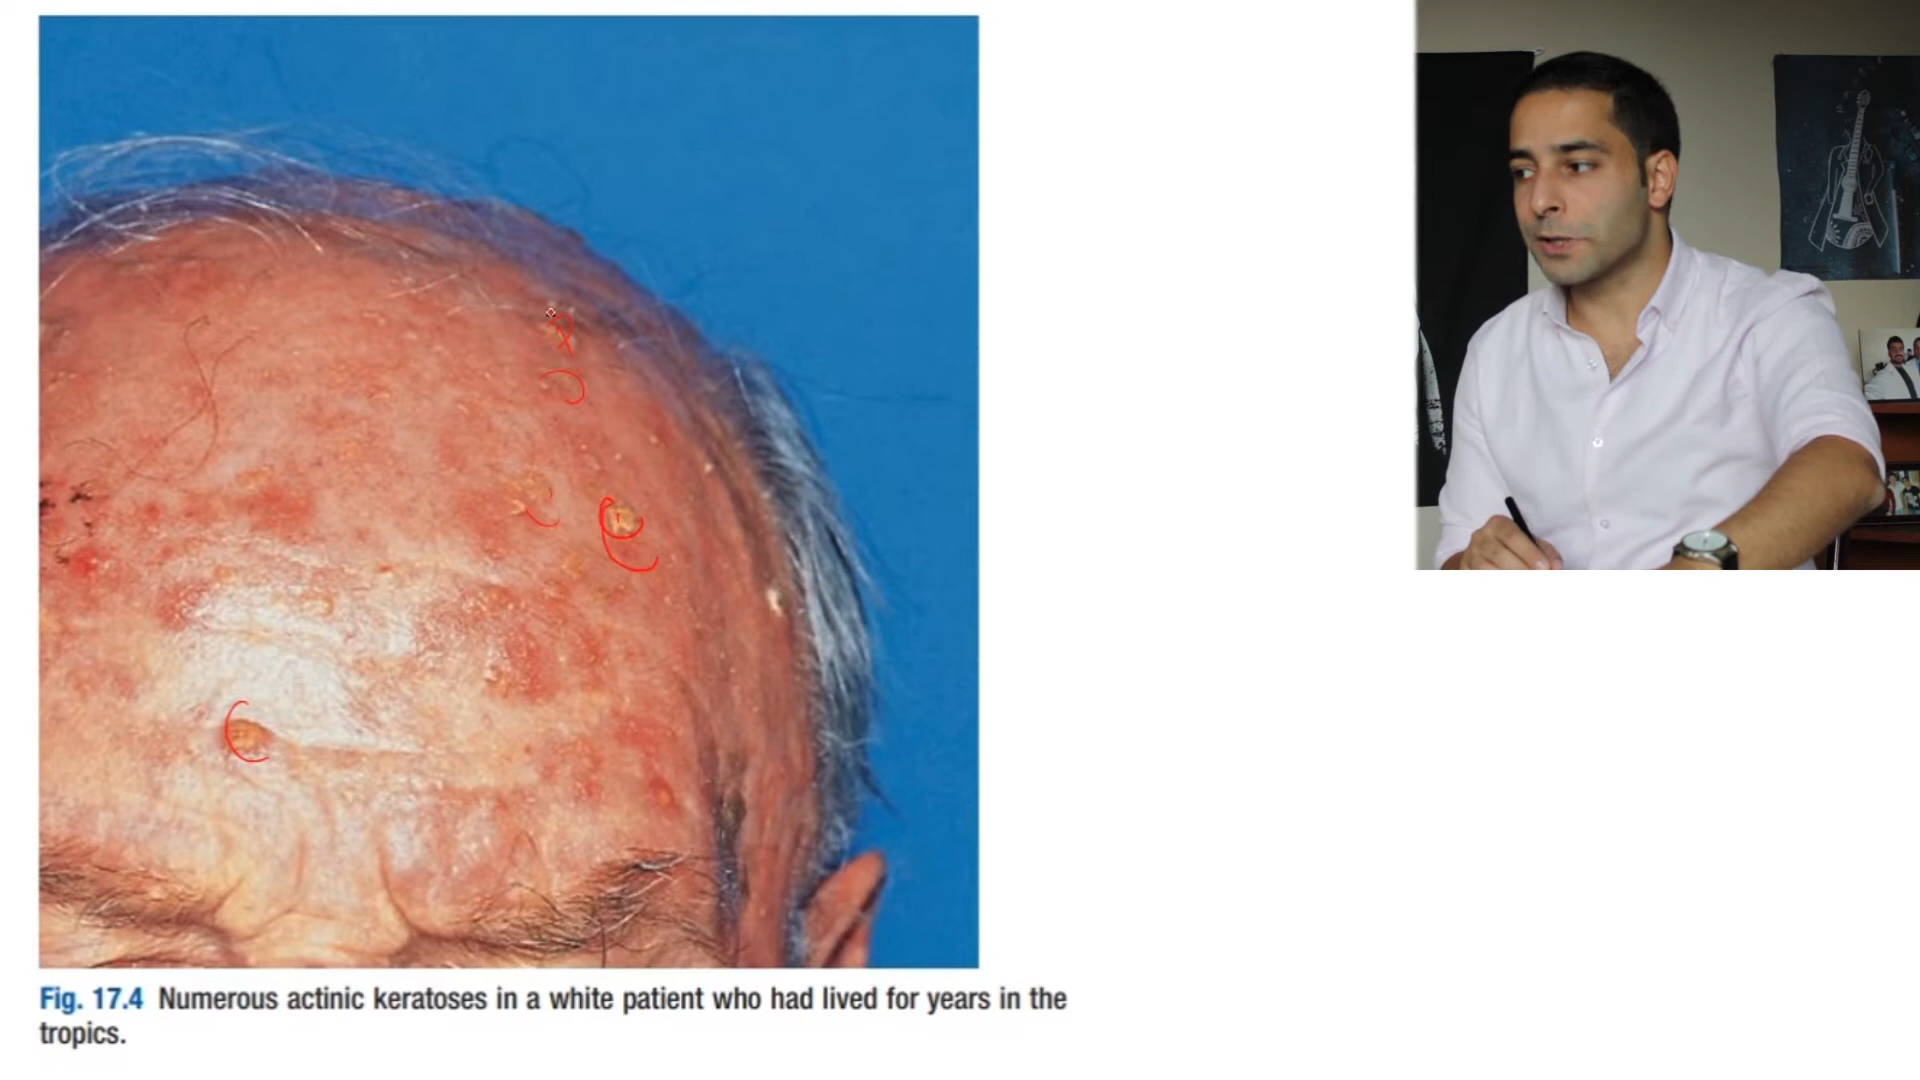 Fig. 17.4 Numerous actinic keratoses in a white patient who had lived for years in the
tropics.